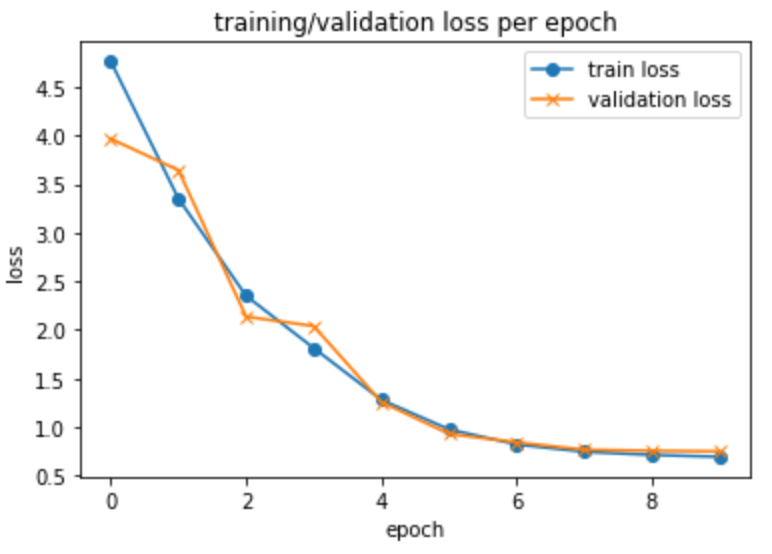 training/validation loss per epoch
train loss
validation loss
4.5
4.0
3.5
3.0
2.5
2.0
1.5
1.0
0.5
loss
0 2 4 6 8
epoch